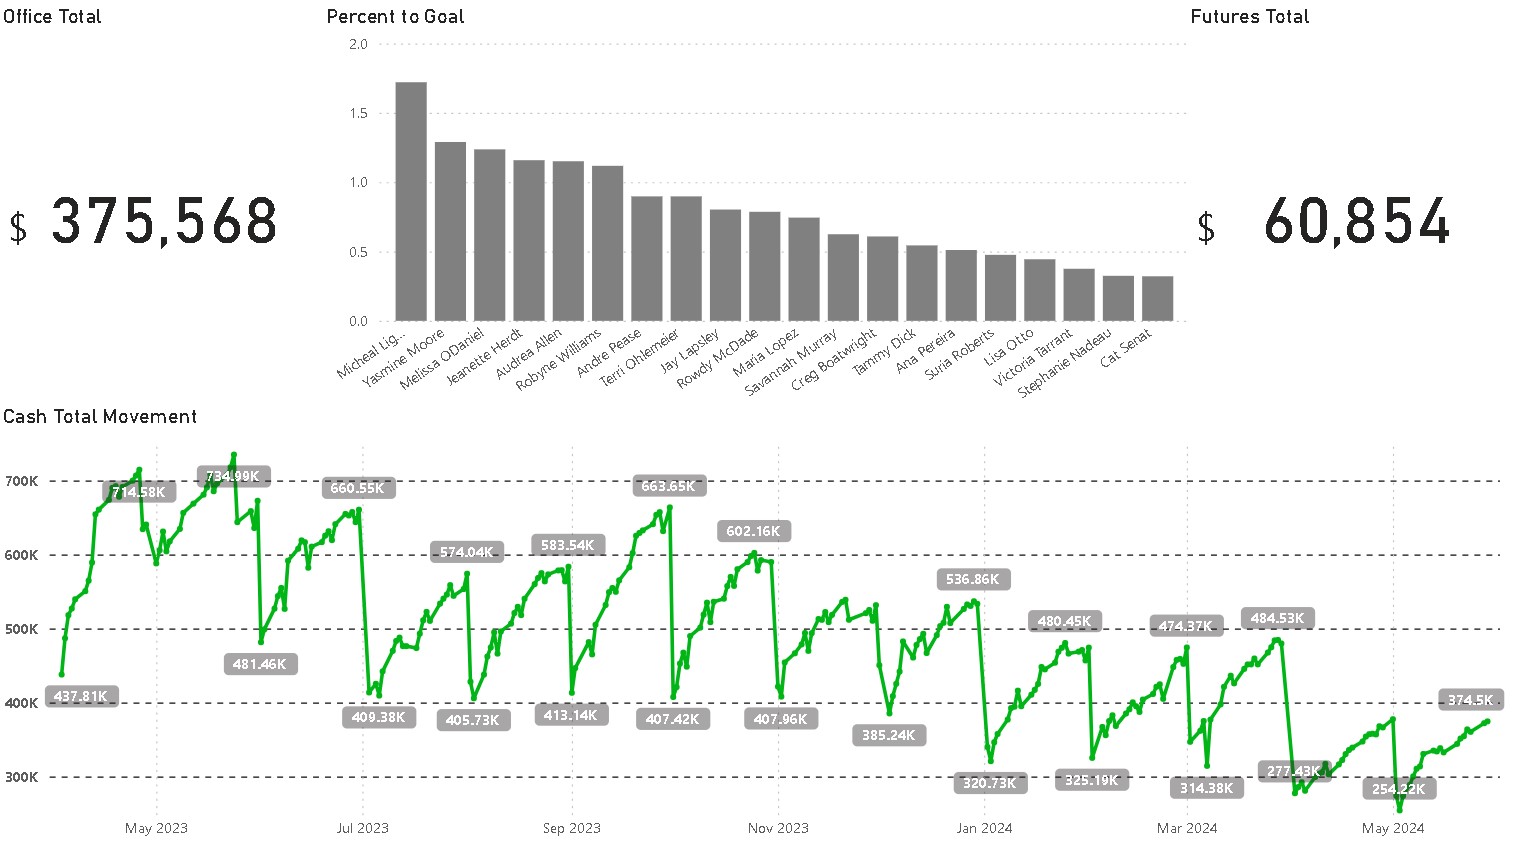 Office Total
$ 375,568
Percent to Goal
2.0
1.5
1.0
0.5
0.0
Micheal Lig...
Yasmine Moore
Melissa ODaniel
Jeanette Herdt
Audrea Allen
Robyne Williams
Andre Pease
Terri Ohlemeier
Jay Lapsley
Rowdy McDade
Maria Lopez
Savannah Murray
Creg Boatwright
Tammy Dick
Ana Pereira
Suria Roberts
Lisa Otto
Victoria Tarrant
Stephanie Nadeau
Cat Senat
Futures Total
$ 60,854
Cash Total Movement
700K
600K
500K
400K
300K
437.81K
714.58K
734.99K
481.46K
660.55K
409.38K
574.04K
405.73K
583.54K
413.14K
663.65K
407.42K
602.16K
407.96K
385.24K
536.86K
320.73K
480.45K
325.19K
474.37K
314.38K
484.53K
277.43K
254.22K
374.5K
May 2023
Jul 2023
Sep 2023
Nov 2023
Jan 2024
Mar 2024
May 2024